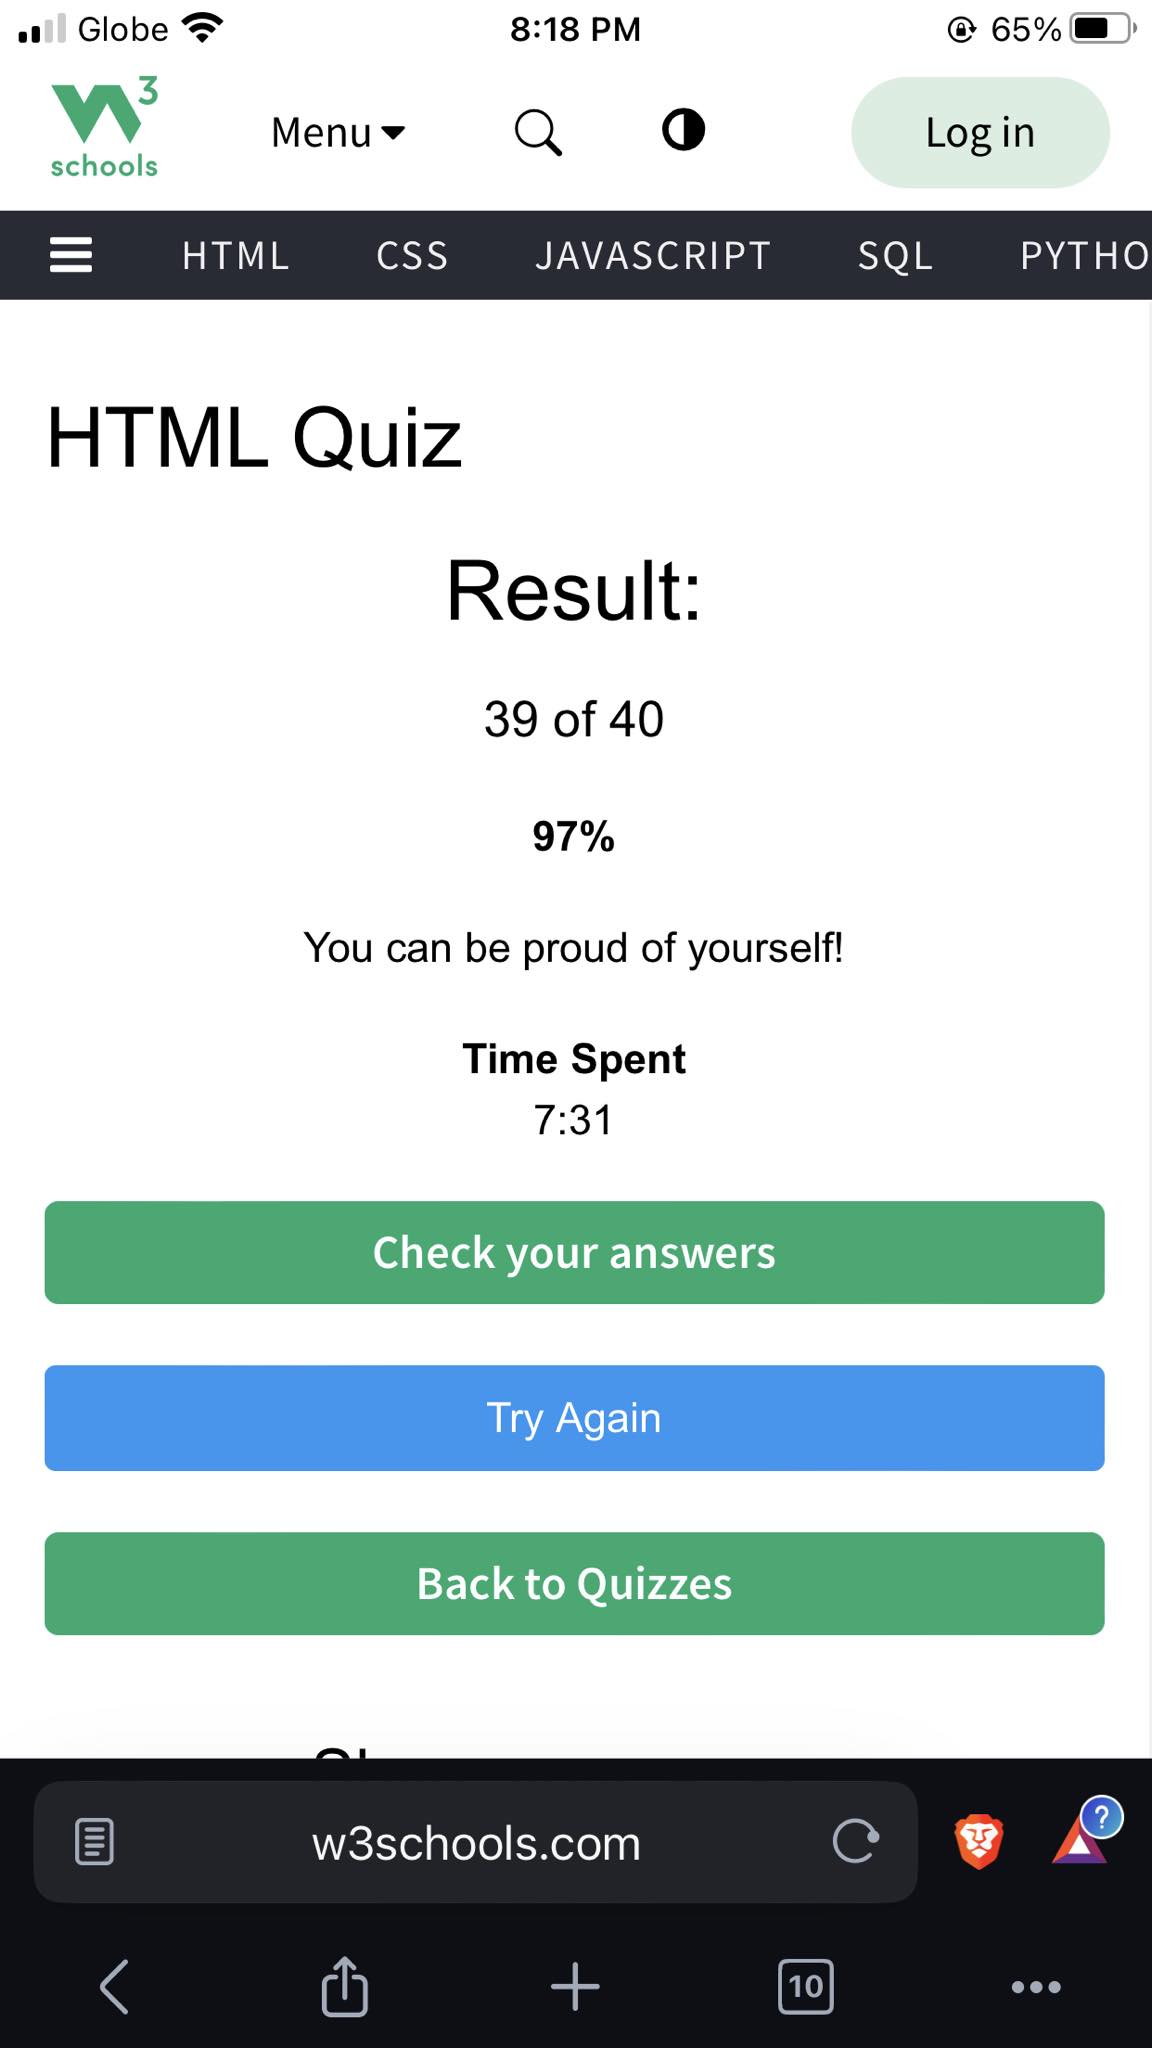 Globe 8:18 PM 65%
W3 schools Menu Log in
HTML CSS JAVASCRIPT SQL PYTHO
HTML Quiz
Result:
39 of 40
97%
You can be proud of yourself!
Time Spent
7:31
Check your answers
Try Again
Back to Quizzes
w3schools.com ?
10